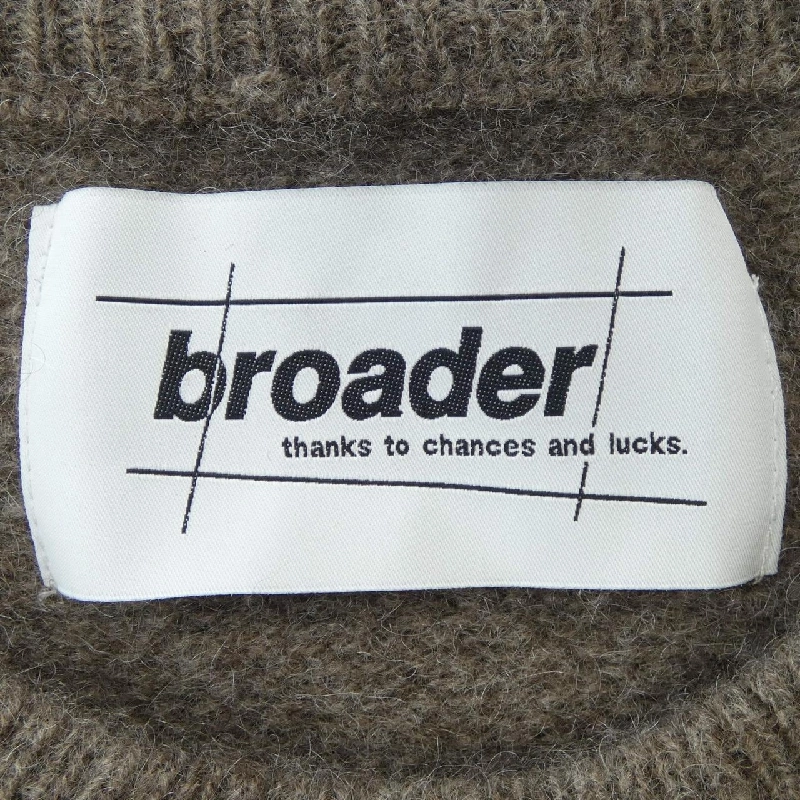 broader
thanks to chances and lucks.